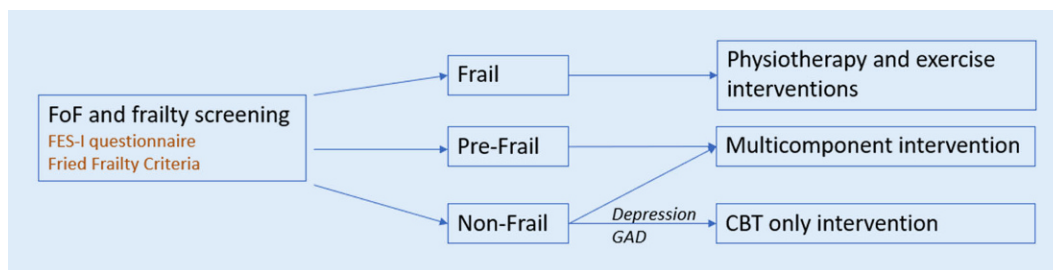 FoF and frailty screening
FES-I questionnaire
Fried Frailty Criteria
Frail
Pre-Frail
Non-Frail
Depression
GAD
Physiotherapy and exercise
interventions
Multicomponent intervention
CBT only intervention